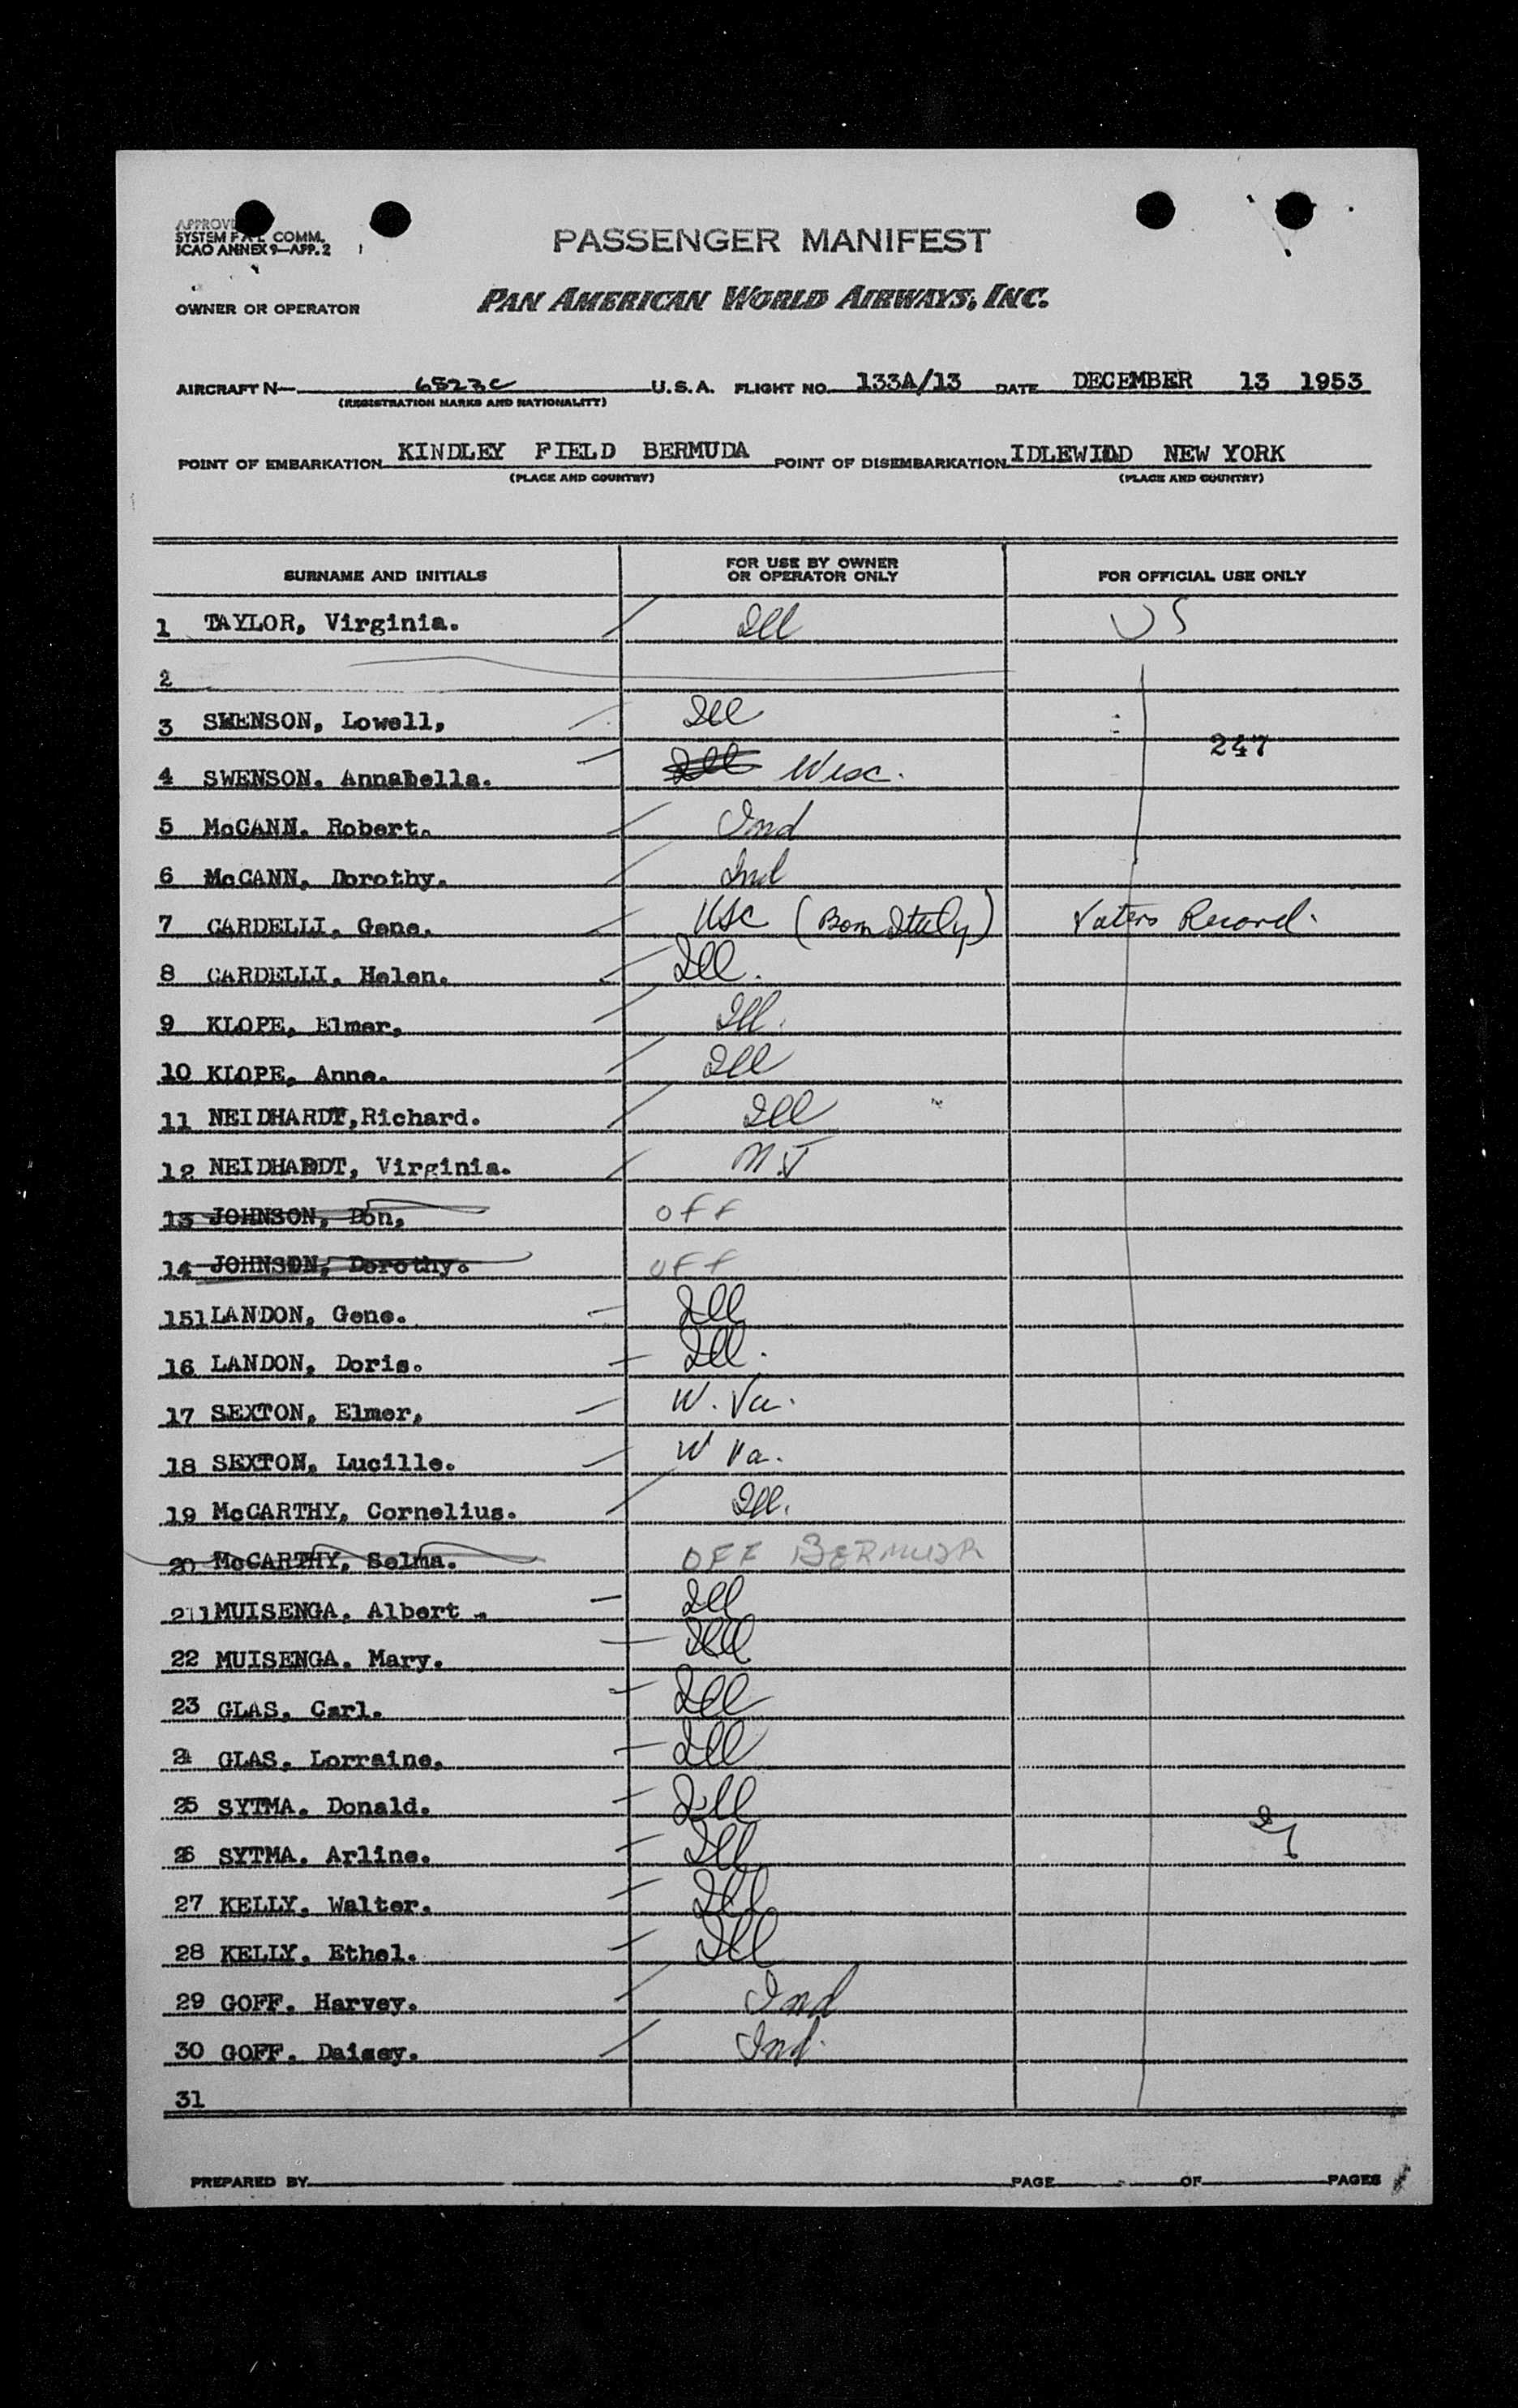 APPROVED
SYSTEM FAL COMM.
ICAO ANNEX 9—APP. 2
PASSENGER MANIFEST
OWNER OR OPERATOR PAN AMERICAN WORLD AIRWAYS, INC.
AIRCRAFT N— 6523C U.S.A. FLIGHT NO. 133A/13 DATE DECEMBER 13 1953
(REGISTRATION MARKS AND NATIONALITY)
POINT OF EMBARKATION KINDLEY FIELD BERMUDA POINT OF DISEMBARKATION IDLEWILD NEW YORK
(PLACE AND COUNTRY) (PLACE AND COUNTRY)
SURNAME AND INITIALS FOR USE BY OWNER OR OPERATOR ONLY FOR OFFICIAL USE ONLY
1 TAYLOR, Virginia. Ill US
2
3 SWENSON, Lowell, Ill
247
4 SWENSON. Annabella. Ill Wisc.
5 McCANN. Robert. Ind
6 McCANN, Dorothy. Ind
7 CARDELLI. Gene. USC (Born Italy) Voters Record.
8 CARDELLI. Helen. Ill.
9 KLOPE, Elmer, Ill.
10 KLOPE, Anne. Ill
11 NEIDHARDT,Richard. Ill
12 NEIDHARDT, Virginia. N.J
13 JOHNSON, Don, OFF
14 JOHNSON, Dorothy. OFF
151LANDON, Gene. Ill
16 LANDON, Doris. Ill.
17 SEXTON, Elmer, W. Va.
18 SEXTON, Lucille. W Va.
19 McCARTHY, Cornelius. Ill.
20 McCARTHY, Selma. OFF BERMUDA
211MUISENGA. Albert . Ill
22 MUISENGA. Mary. Ill
23 GLAS. Carl. Ill
24 GLAS. Lorraine. Ill
25 SYTMA. Donald. Ill
26 SYTMA. Arline. Ill
27 KELLY. Walter. Ill
28 KELLY. Ethel. Ill
29 GOFF. Harvey. Ind
30 GOFF. Daisey. Ind.
31
PREPARED BY PAGE OF PAGES